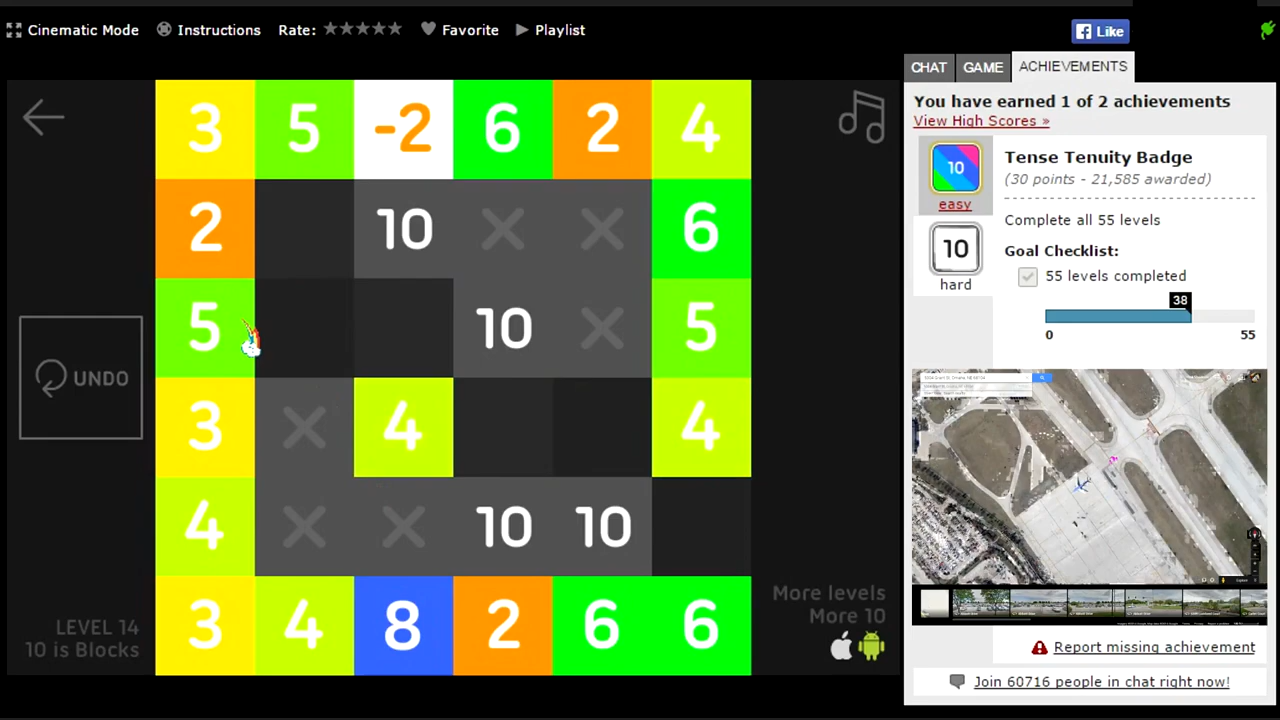 Cinematic Mode Instructions Rate: Favorite Playlist
Like
CHAT GAME ACHIEVEMENTS
3 5 -2 6 2 4
2 10 × × 6
5 10 × 5
UNDO
3 × 4 4
4 × × 10 10
3 4 8 2 6 6
LEVEL 14
10 is Blocks
More levels
More 10
You have earned 1 of 2 achievements
View High Scores »
10
easy
10
hard
Tense Tenuity Badge
(30 points - 21,585 awarded)
Complete all 55 levels
Goal Checklist:
55 levels completed
38
0 55
Report missing achievement
Join 60716 people in chat right now!